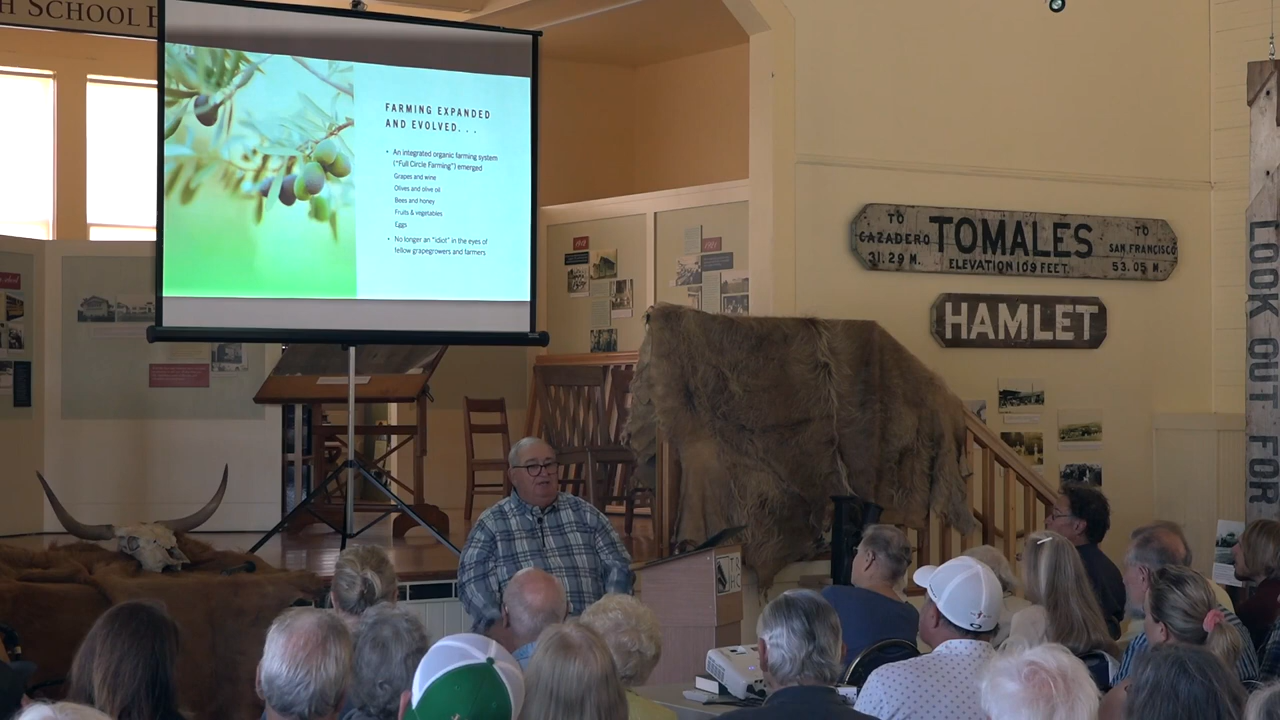 H SCHOOL
FARMING EXPANDED
AND EVOLVED. . .
• An integrated organic farming system
("Full Circle Farming") emerged
Grapes and wine
Olives and olive oil
Bees and honey
Fruits & vegetables
Eggs
• No longer an "idiot" in the eyes of
fellow grapegrowers and farmers
TO
CAZADERO
31.29 M.
TOMALES
ELEVATION 109 FEET.
TO
SAN FRANCISCO
53.05 M.
HAMLET
LOOK OUT FOR
T&
HC